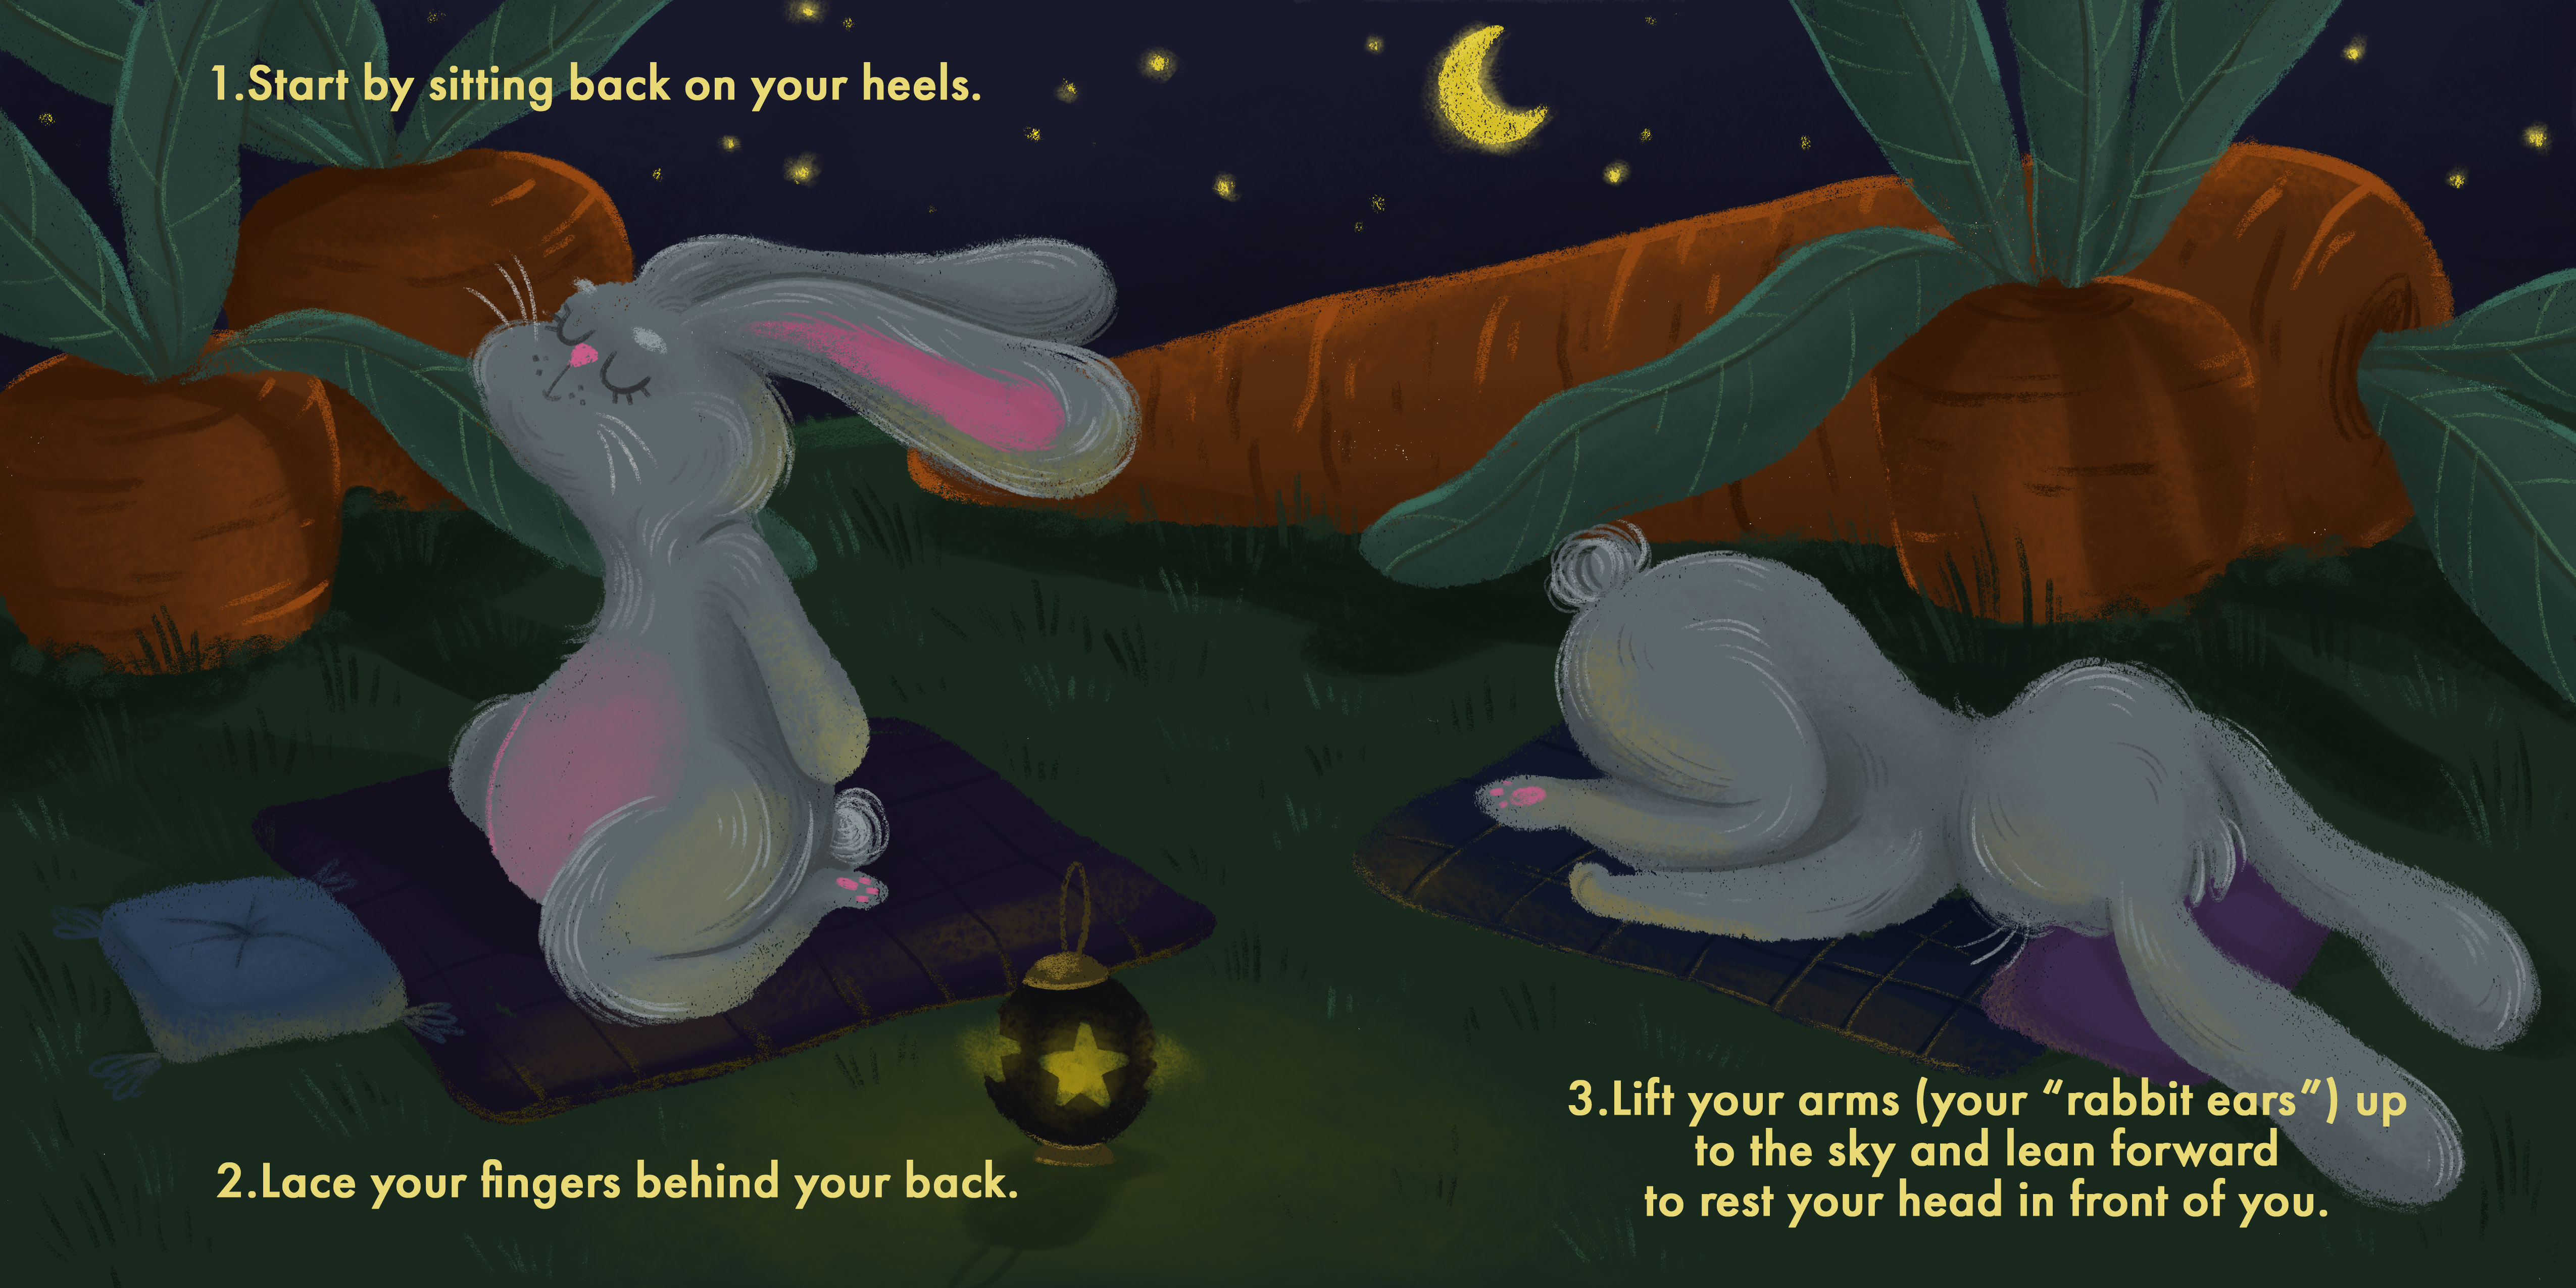 1.Start by sitting back on your heels.
2.Lace your fingers behind your back.
3.Lift your arms (your “rabbit ears”) up
to the sky and lean forward
to rest your head in front of you.